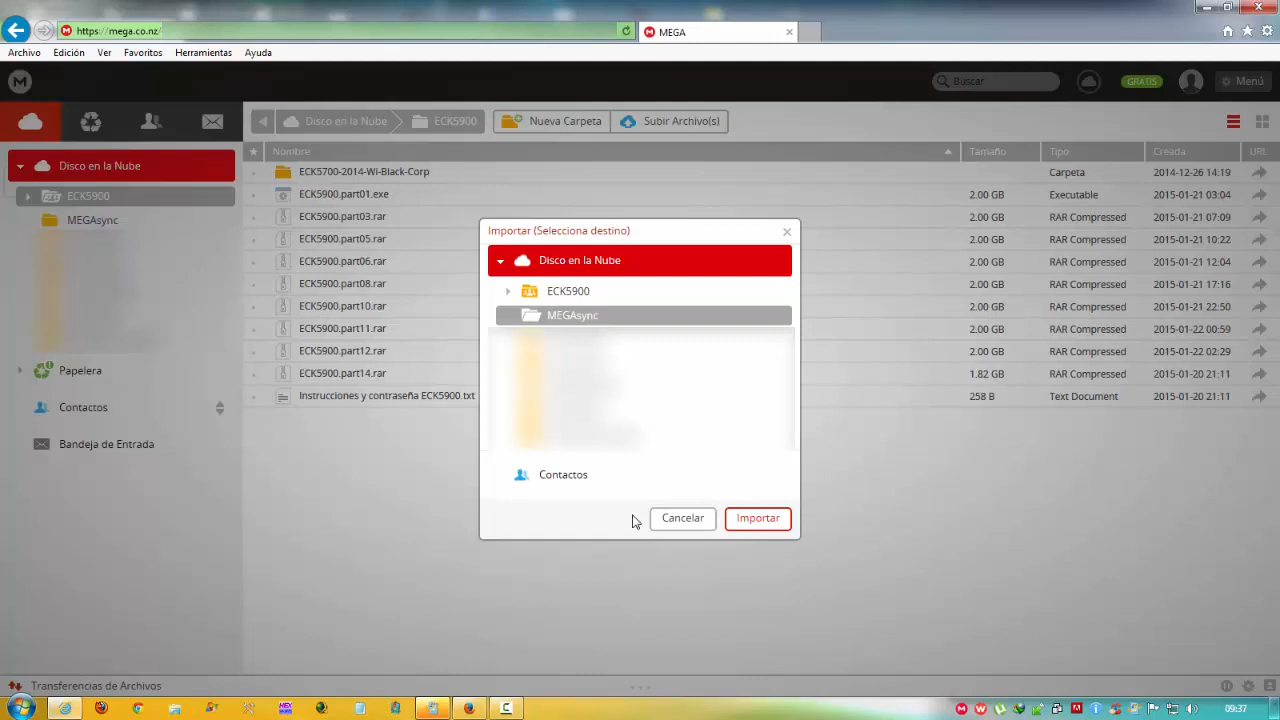 https://mega.co.nz/
MEGA
Archivo Edición Ver Favoritos Herramientas Ayuda
M
Buscar
GRATIS
Menú
Disco en la Nube
ECK5900
Nueva Carpeta
Subir Archivo(s)
Disco en la Nube
ECK5900
MEGAsync
Papelera
Contactos
Bandeja de Entrada
Nombre Tamaño Tipo Creada URL
ECK5700-2014-Wi-Black-Corp Carpeta 2014-12-26 14:19
ECK5900.part01.exe 2.00 GB Executable 2015-01-21 03:04
ECK5900.part03.rar 2.00 GB RAR Compressed 2015-01-21 07:09
ECK5900.part05.rar 2.00 GB RAR Compressed 2015-01-21 10:22
ECK5900.part06.rar 2.00 GB RAR Compressed 2015-01-21 12:04
ECK5900.part08.rar 2.00 GB RAR Compressed 2015-01-21 17:16
ECK5900.part10.rar 2.00 GB RAR Compressed 2015-01-21 22:50
ECK5900.part11.rar 2.00 GB RAR Compressed 2015-01-22 00:59
ECK5900.part12.rar 2.00 GB RAR Compressed 2015-01-22 02:29
ECK5900.part14.rar 1.82 GB RAR Compressed 2015-01-20 21:11
Instrucciones y contraseña ECK5900.txt 258 B Text Document 2015-01-20 21:11
Importar (Selecciona destino)
Disco en la Nube
ECK5900
MEGAsync
Contactos
Cancelar
Importar
Transferencias de Archivos
HEX
09:37